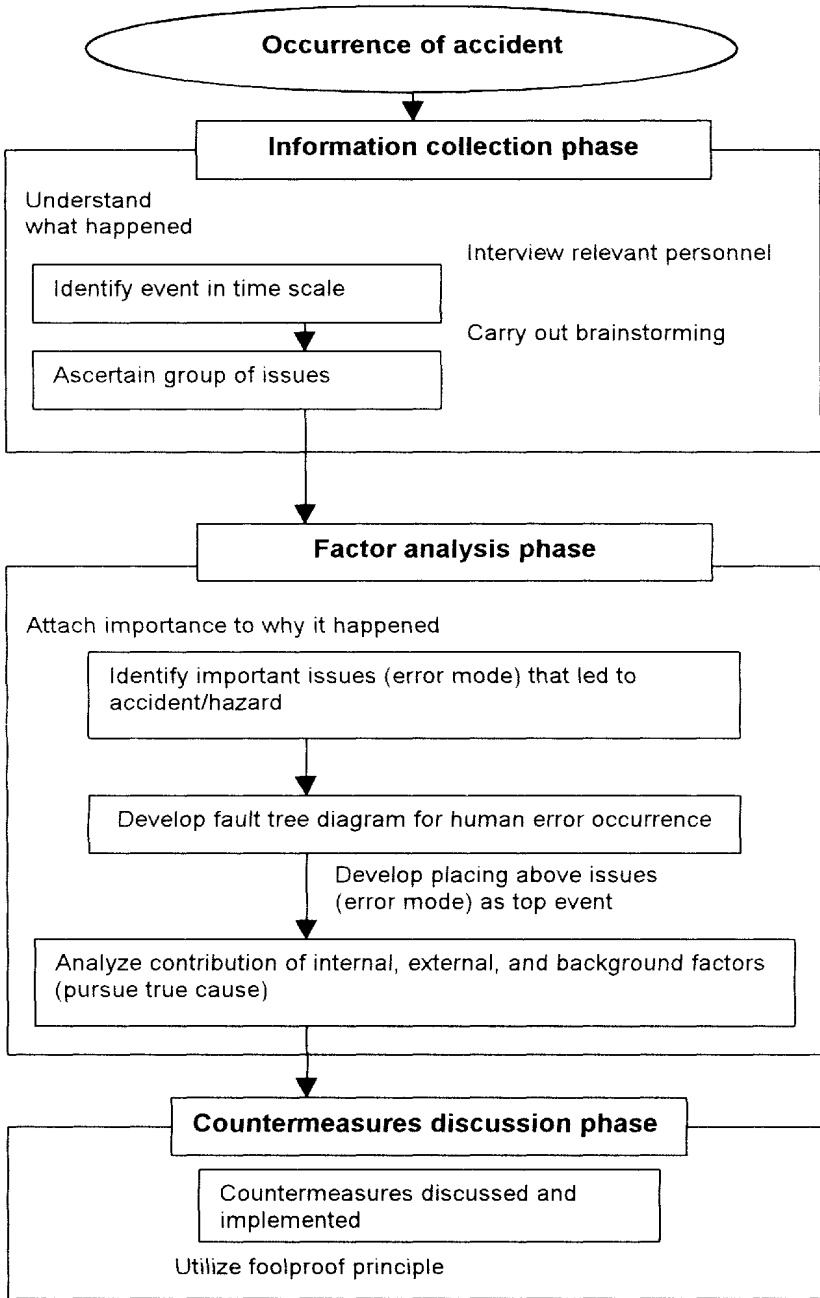 Occurrence of accident
Information collection phase
Understand
what happened
Interview relevant personnel
Identify event in time scale
Carry out brainstorming
Ascertain group of issues
Factor analysis phase
Attach importance to why it happened
Identify important issues (error mode) that led to
accident/hazard
Develop fault tree diagram for human error occurrence
Develop placing above issues
(error mode) as top event
Analyze contribution of internal, external, and background factors
(pursue true cause)
Countermeasures discussion phase
Countermeasures discussed and
implemented
Utilize foolproof principle